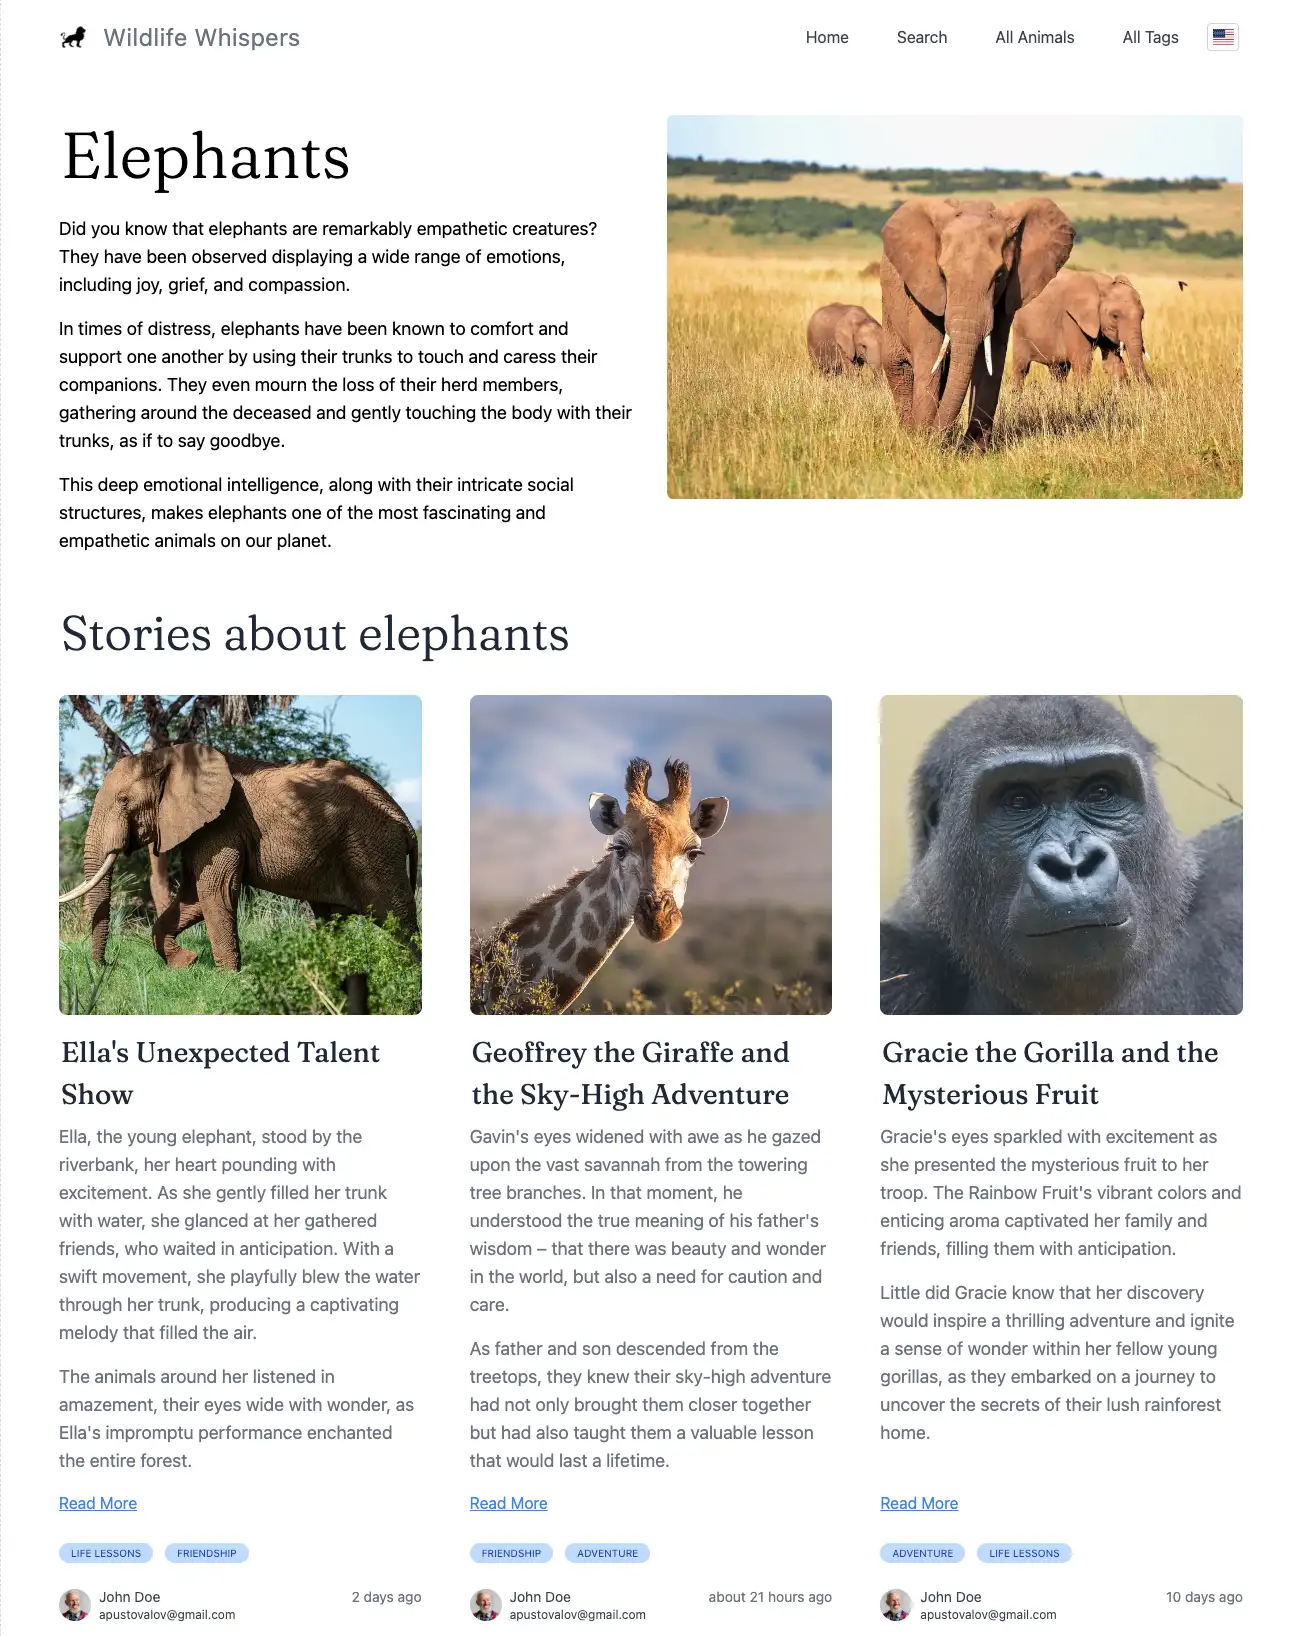 Wildlife Whispers
Home
Search
All Animals
All Tags
Elephants
Did you know that elephants are remarkably empathetic creatures?
They have been observed displaying a wide range of emotions,
including joy, grief, and compassion.
In times of distress, elephants have been known to comfort and
support one another by using their trunks to touch and caress their
companions. They even mourn the loss of their herd members,
gathering around the deceased and gently touching the body with their
trunks, as if to say goodbye.
This deep emotional intelligence, along with their intricate social
structures, makes elephants one of the most fascinating and
empathetic animals on our planet.
Stories about elephants
Ella's Unexpected Talent
Show
Ella, the young elephant, stood by the
riverbank, her heart pounding with
excitement. As she gently filled her trunk
with water, she glanced at her gathered
friends, who waited in anticipation. With a
swift movement, she playfully blew the water
through her trunk, producing a captivating
melody that filled the air.
The animals around her listened in
amazement, their eyes wide with wonder, as
Ella's impromptu performance enchanted
the entire forest.
Read More
LIFE LESSONS
FRIENDSHIP
John Doe
apustovalov@gmail.com
2 days ago
Geoffrey the Giraffe and
the Sky-High Adventure
Gavin's eyes widened with awe as he gazed
upon the vast savannah from the towering
tree branches. In that moment, he
understood the true meaning of his father's
wisdom – that there was beauty and wonder
in the world, but also a need for caution and
care.
As father and son descended from the
treetops, they knew their sky-high adventure
had not only brought them closer together
but had also taught them a valuable lesson
that would last a lifetime.
Read More
FRIENDSHIP
ADVENTURE
John Doe
apustovalov@gmail.com
about 21 hours ago
Gracie the Gorilla and the
Mysterious Fruit
Gracie's eyes sparkled with excitement as
she presented the mysterious fruit to her
troop. The Rainbow Fruit's vibrant colors and
enticing aroma captivated her family and
friends, filling them with anticipation.
Little did Gracie know that her discovery
would inspire a thrilling adventure and ignite
a sense of wonder within her fellow young
gorillas, as they embarked on a journey to
uncover the secrets of their lush rainforest
home.
Read More
ADVENTURE
LIFE LESSONS
John Doe
apustovalov@gmail.com
10 days ago